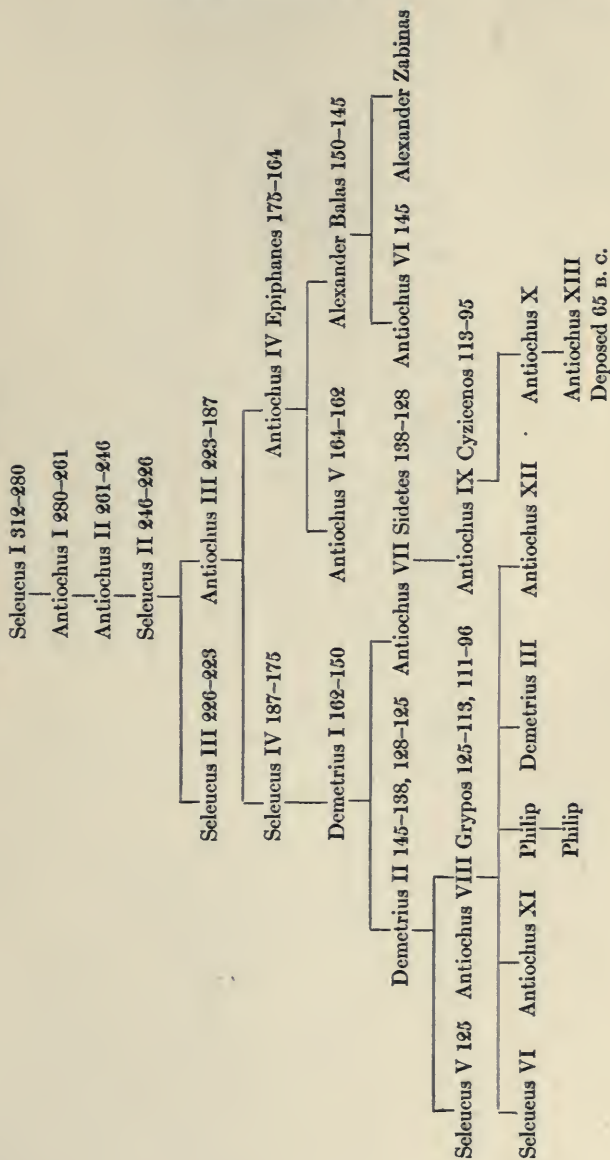 Seleucus I 312–280
Antiochus I 280–261
Antiochus II 261–246
Seleucus II 246–226
Seleucus III 226–223 Antiochus III 223–187
Seleucus IV 187–175 Antiochus IV Epiphanes 175–164
Demetrius I 162–150 Antiochus V 164–162 Alexander Balas 150–145
Demetrius II 145–138, 128–125 Antiochus VII Sidetes 138–128 Antiochus VI 145 Alexander Zabinas
Seleucus V 125 Antiochus VIII Grypos 125–113, 111–96 Antiochus IX Cyzicenos 113–95
Seleucus VI Antiochus XI Philip Demetrius III Antiochus XII Antiochus X
Philip Antiochus XIII
Deposed 65 B. C.